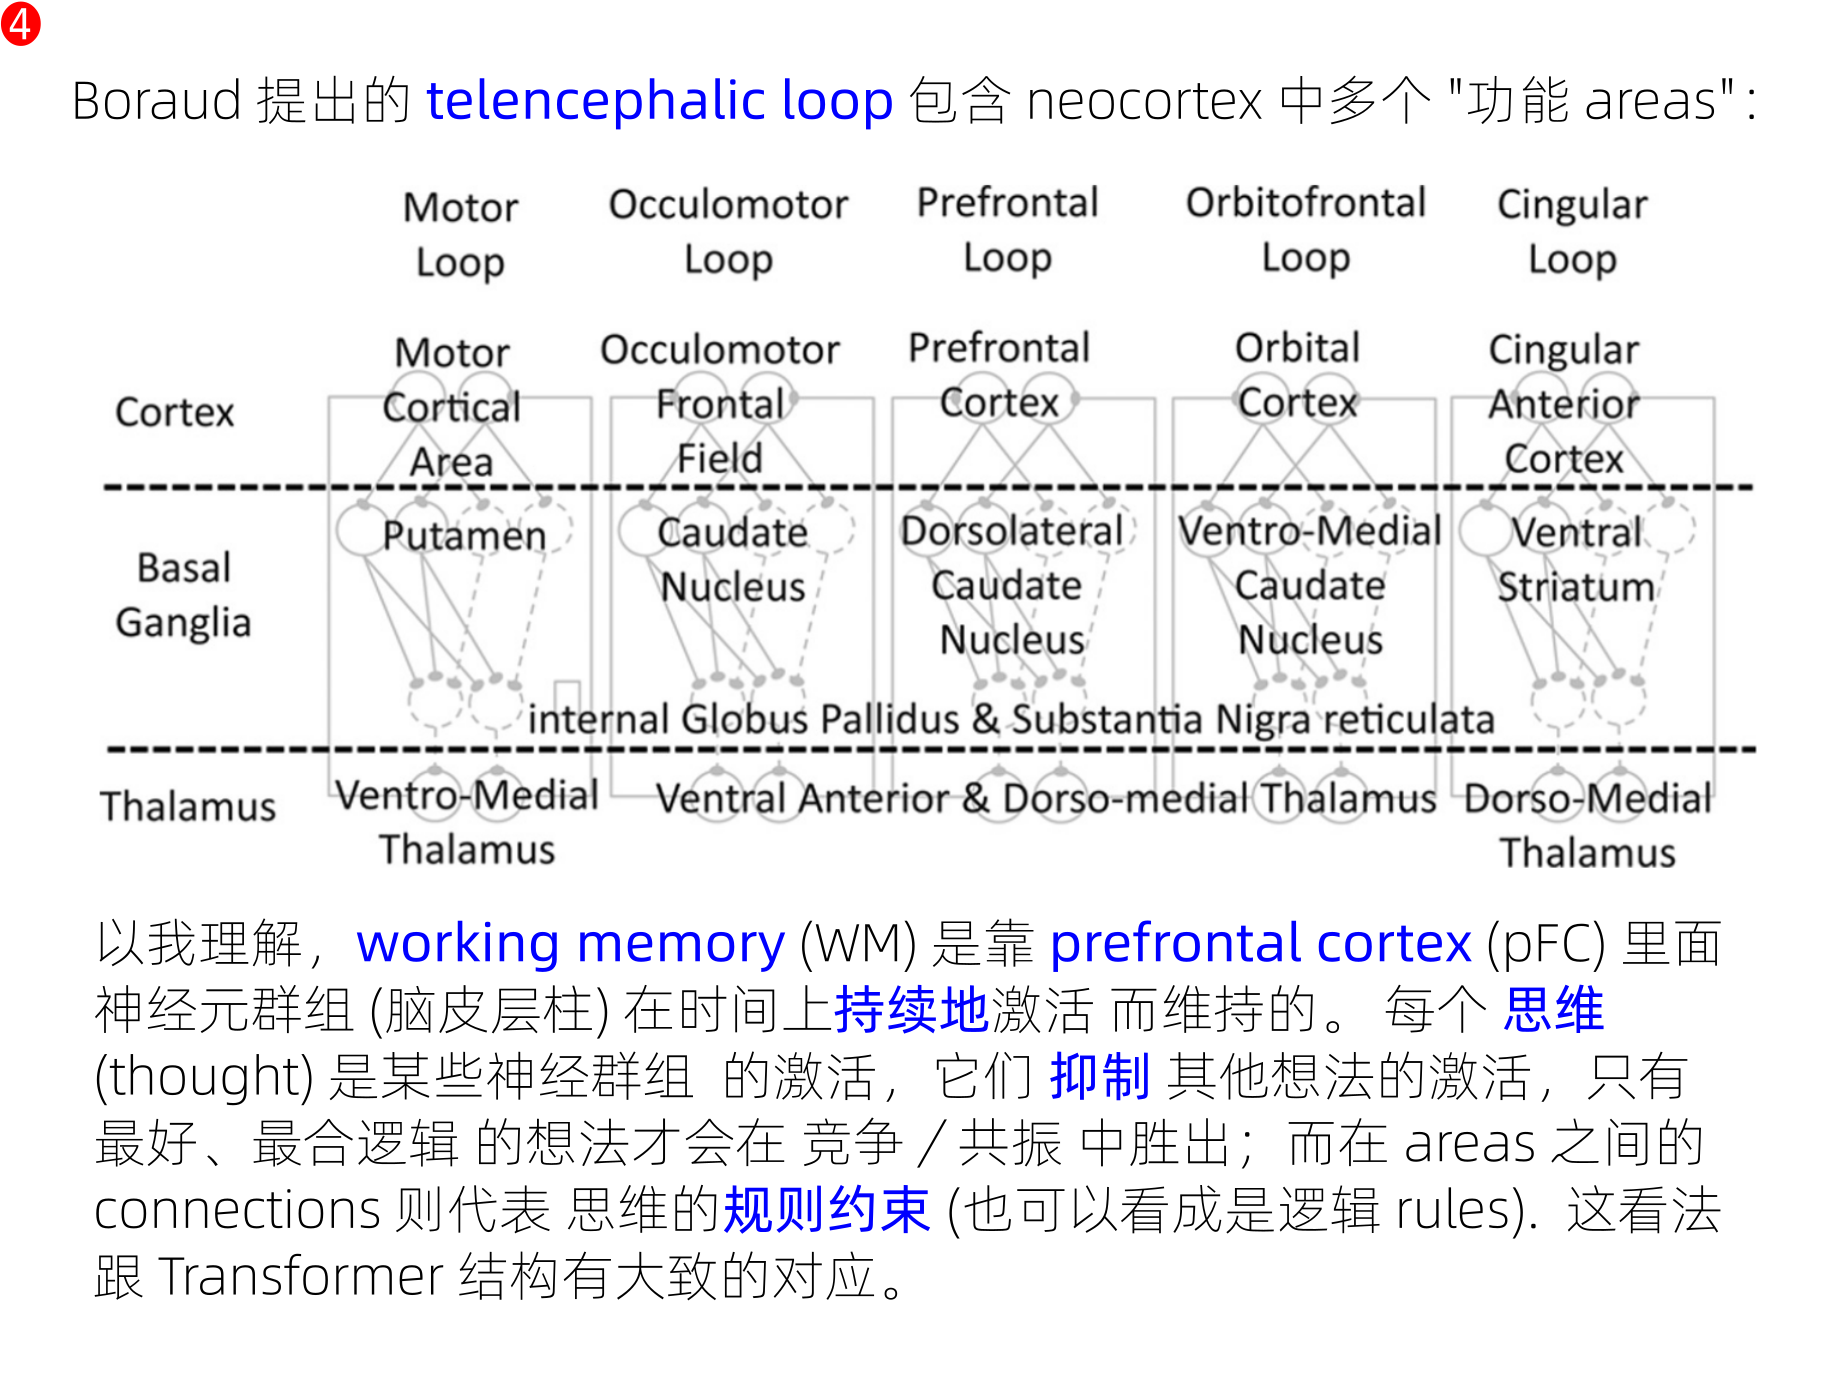 4
Boraud 提出的 telencephalic loop 包含 neocortex 中多个 "功能 areas"：
Motor Loop
Occulomotor Loop
Prefrontal Loop
Orbitofrontal Loop
Cingular Loop
Cortex
Motor Cortical Area
Occulomotor Frontal Field
Prefrontal Cortex
Orbital Cortex
Cingular Anterior Cortex
Basal Ganglia
Putamen
Caudate Nucleus
Dorsolateral Caudate Nucleus
Ventro-Medial Caudate Nucleus
Ventral Striatum
internal Globus Pallidus & Substantia Nigra reticulata
Thalamus
Ventro-Medial Thalamus
Ventral Anterior & Dorso-medial Thalamus
Dorso-Medial Thalamus
以我理解，working memory (WM) 是靠 prefrontal cortex (pFC) 里面
神经元群组 (脑皮层柱) 在时间上持续地激活 而维持的。 每个 思维
(thought) 是某些神经群组 的激活，它们 抑制 其他想法的激活，只有
最好、最合逻辑 的想法才会在 竞争／共振 中胜出；而在 areas 之间的
connections 则代表 思维的规则约束 (也可以看成是逻辑 rules). 这看法
跟 Transformer 结构有大致的对应。